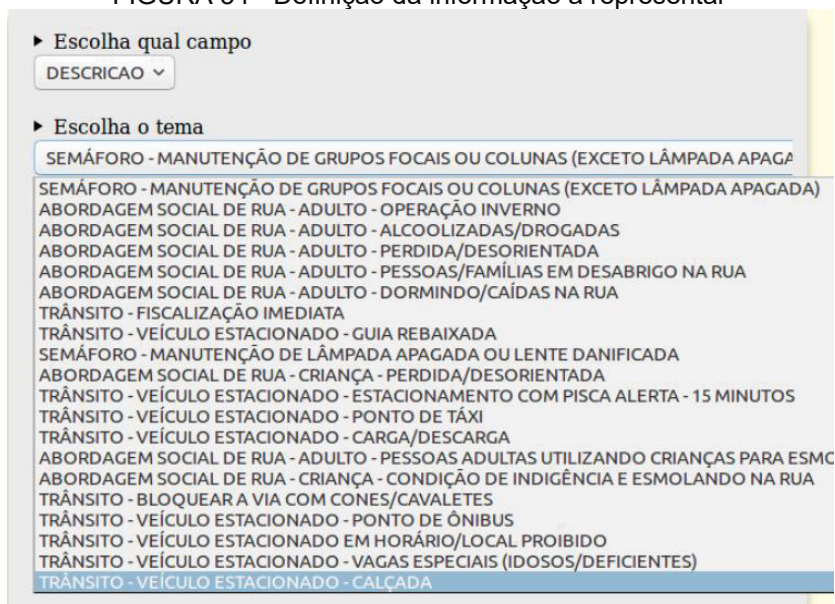 FIGURA 34 - Definição da informação a representar
Escolha qual campo
DESCRICAO
Escolha o tema
SEMÁFORO - MANUTENÇÃO DE GRUPOS FOCAIS OU COLUNAS (EXCETO LÂMPADA APAGA
SEMÁFORO - MANUTENÇÃO DE GRUPOS FOCAIS OU COLUNAS (EXCETO LÂMPADA APAGADA)
ABORDAGEM SOCIAL DE RUA - ADULTO - OPERAÇÃO INVERNO
ABORDAGEM SOCIAL DE RUA - ADULTO - ALCOOLIZADAS/DROGADAS
ABORDAGEM SOCIAL DE RUA - ADULTO - PERDIDA/DESORIENTADA
ABORDAGEM SOCIAL DE RUA - ADULTO - PESSOAS/FAMÍLIAS EM DESABRIGO NA RUA
ABORDAGEM SOCIAL DE RUA - ADULTO - DORMINDO/CAÍDAS NA RUA
TRÂNSITO - FISCALIZAÇÃO IMEDIATA
TRÂNSITO - VEÍCULO ESTACIONADO - GUIA REBAIXADA
SEMÁFORO - MANUTENÇÃO DE LÂMPADA APAGADA OU LENTE DANIFICADA
ABORDAGEM SOCIAL DE RUA - CRIANÇA - PERDIDA/DESORIENTADA
TRÂNSITO - VEÍCULO ESTACIONADO - ESTACIONAMENTO COM PISCA ALERTA - 15 MINUTOS
TRÂNSITO - VEÍCULO ESTACIONADO - PONTO DE TÁXI
TRÂNSITO - VEÍCULO ESTACIONADO - CARGA/DESCARGA
ABORDAGEM SOCIAL DE RUA - ADULTO - PESSOAS ADULTAS UTILIZANDO CRIANÇAS PARA ESMO
ABORDAGEM SOCIAL DE RUA - CRIANÇA - CONDIÇÃO DE INDIGÊNCIA E ESMOLANDO NA RUA
TRÂNSITO - BLOQUEAR A VIA COM CONES/CAVALETES
TRÂNSITO - VEÍCULO ESTACIONADO - PONTO DE ÔNIBUS
TRÂNSITO - VEÍCULO ESTACIONADO EM HORÁRIO/LOCAL PROIBIDO
TRÂNSITO - VEÍCULO ESTACIONADO - VAGAS ESPECIAIS (IDOSOS/DEFICIENTES)
TRÂNSITO - VEÍCULO ESTACIONADO - CALÇADA